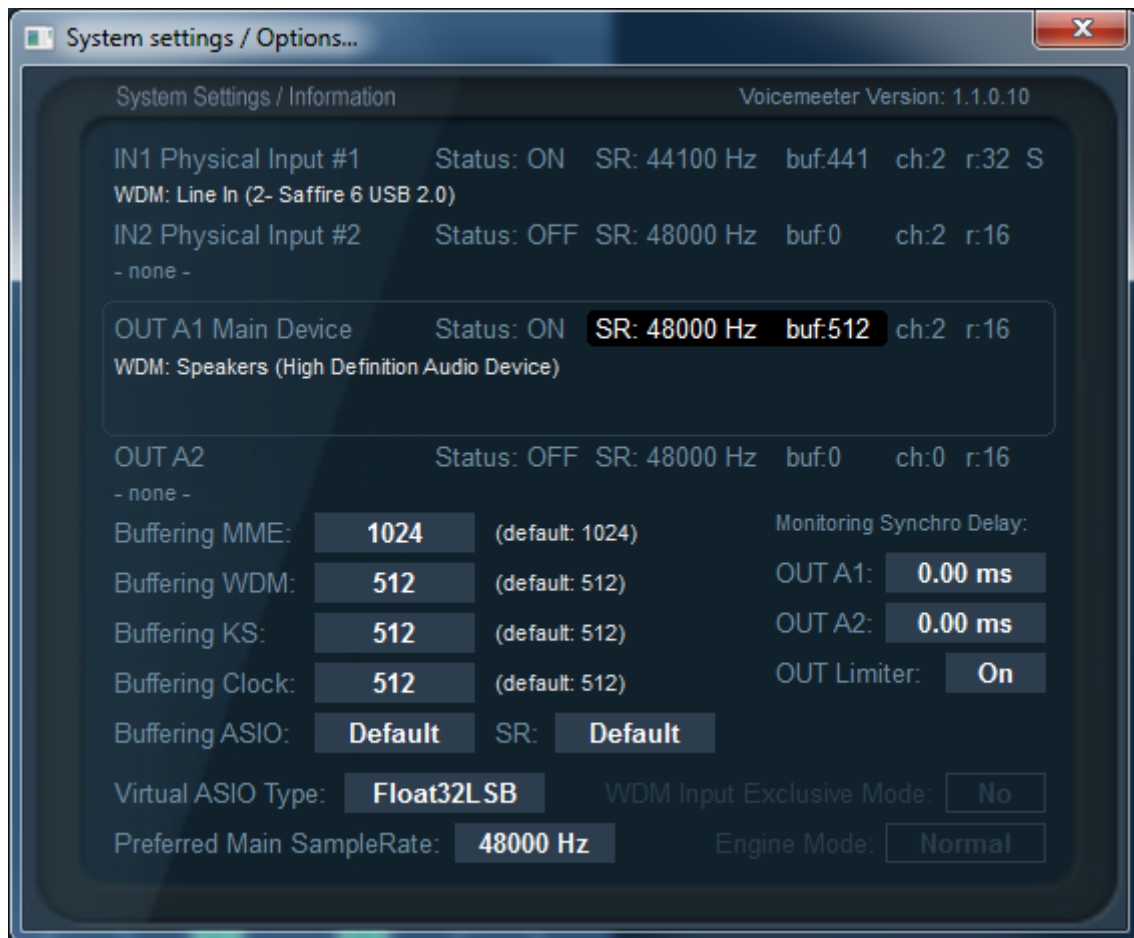 System settings / Options...
System Settings / Information Voicemeeter Version: 1.1.0.10
IN1 Physical Input #1 Status: ON SR: 44100 Hz buf:441 ch:2 r:32 S
WDM: Line In (2- Saffire 6 USB 2.0)
IN2 Physical Input #2 Status: OFF SR: 48000 Hz buf:0 ch:2 r:16
- none -
OUT A1 Main Device Status: ON SR: 48000 Hz buf:512 ch:2 r:16
WDM: Speakers (High Definition Audio Device)
OUT A2 Status: OFF SR: 48000 Hz buf:0 ch:0 r:16
- none -
Buffering MME: 1024 (default: 1024) Monitoring Synchro Delay:
Buffering WDM: 512 (default: 512) OUT A1: 0.00 ms
Buffering KS: 512 (default: 512) OUT A2: 0.00 ms
Buffering Clock: 512 (default: 512) OUT Limiter: On
Buffering ASIO: Default SR: Default
Virtual ASIO Type: Float32LSB WDM Input Exclusive Mode: No
Preferred Main SampleRate: 48000 Hz Engine Mode: Normal